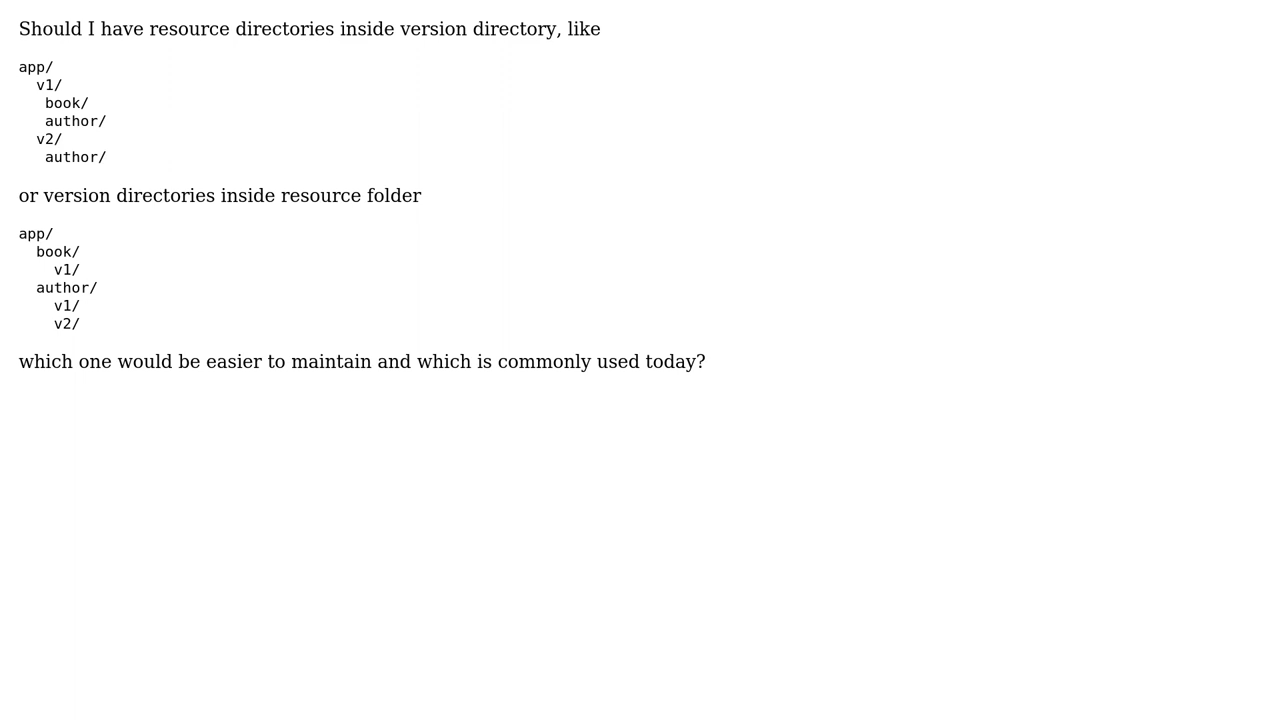 Should I have resource directories inside version directory, like
app/
  v1/
   book/
   author/
  v2/
   author/
or version directories inside resource folder
app/
  book/
    v1/
  author/
    v1/
    v2/
which one would be easier to maintain and which is commonly used today?